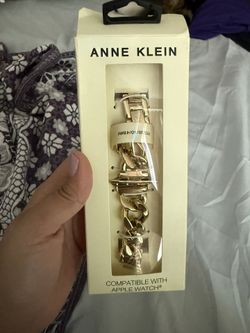 ANNE KLEIN
COMPATIBLE WITH
APPLE WATCH®